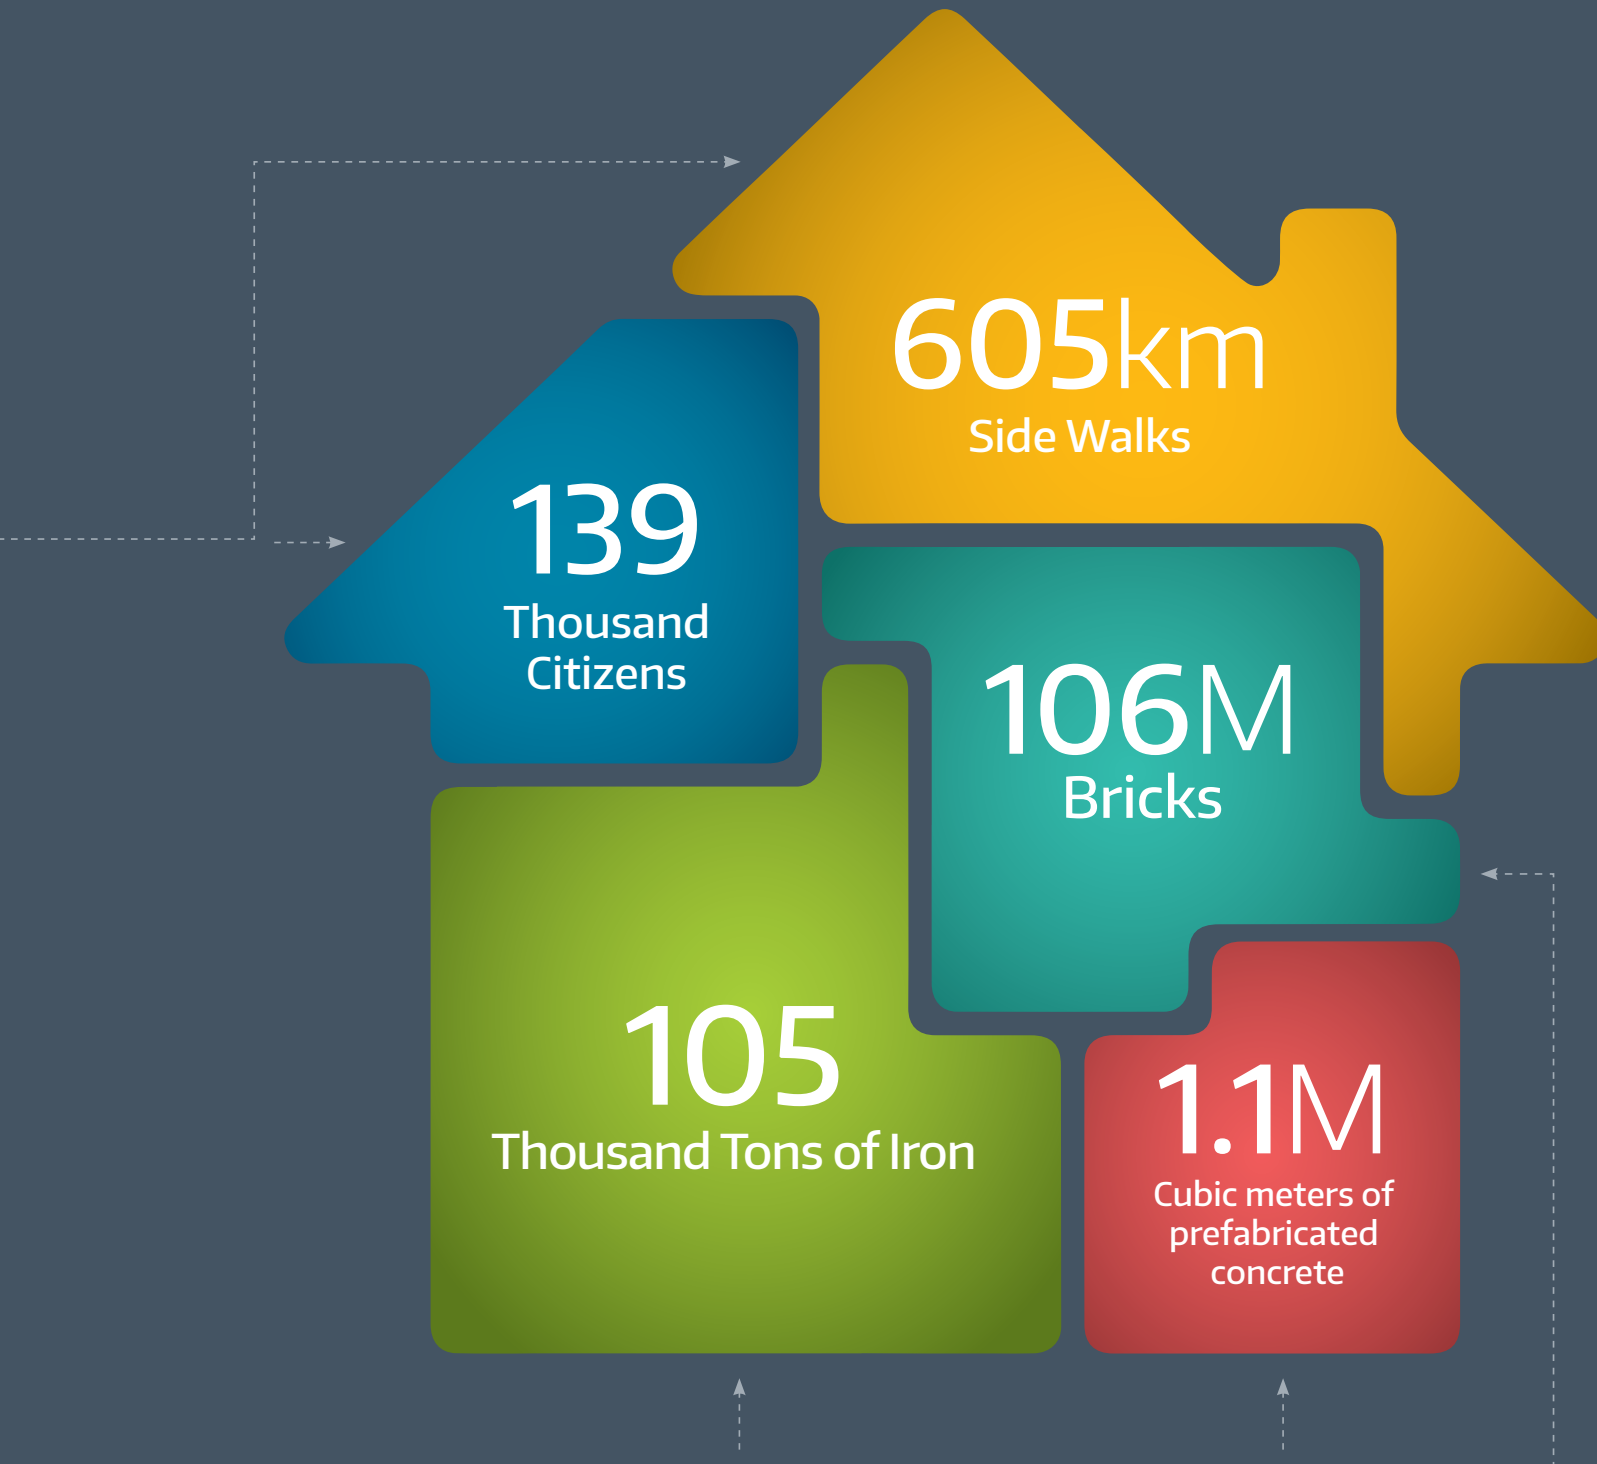 605km
Side Walks
139
Thousand
Citizens
106M
Bricks
105
Thousand Tons of Iron
1.1M
Cubic meters of
prefabricated
concrete